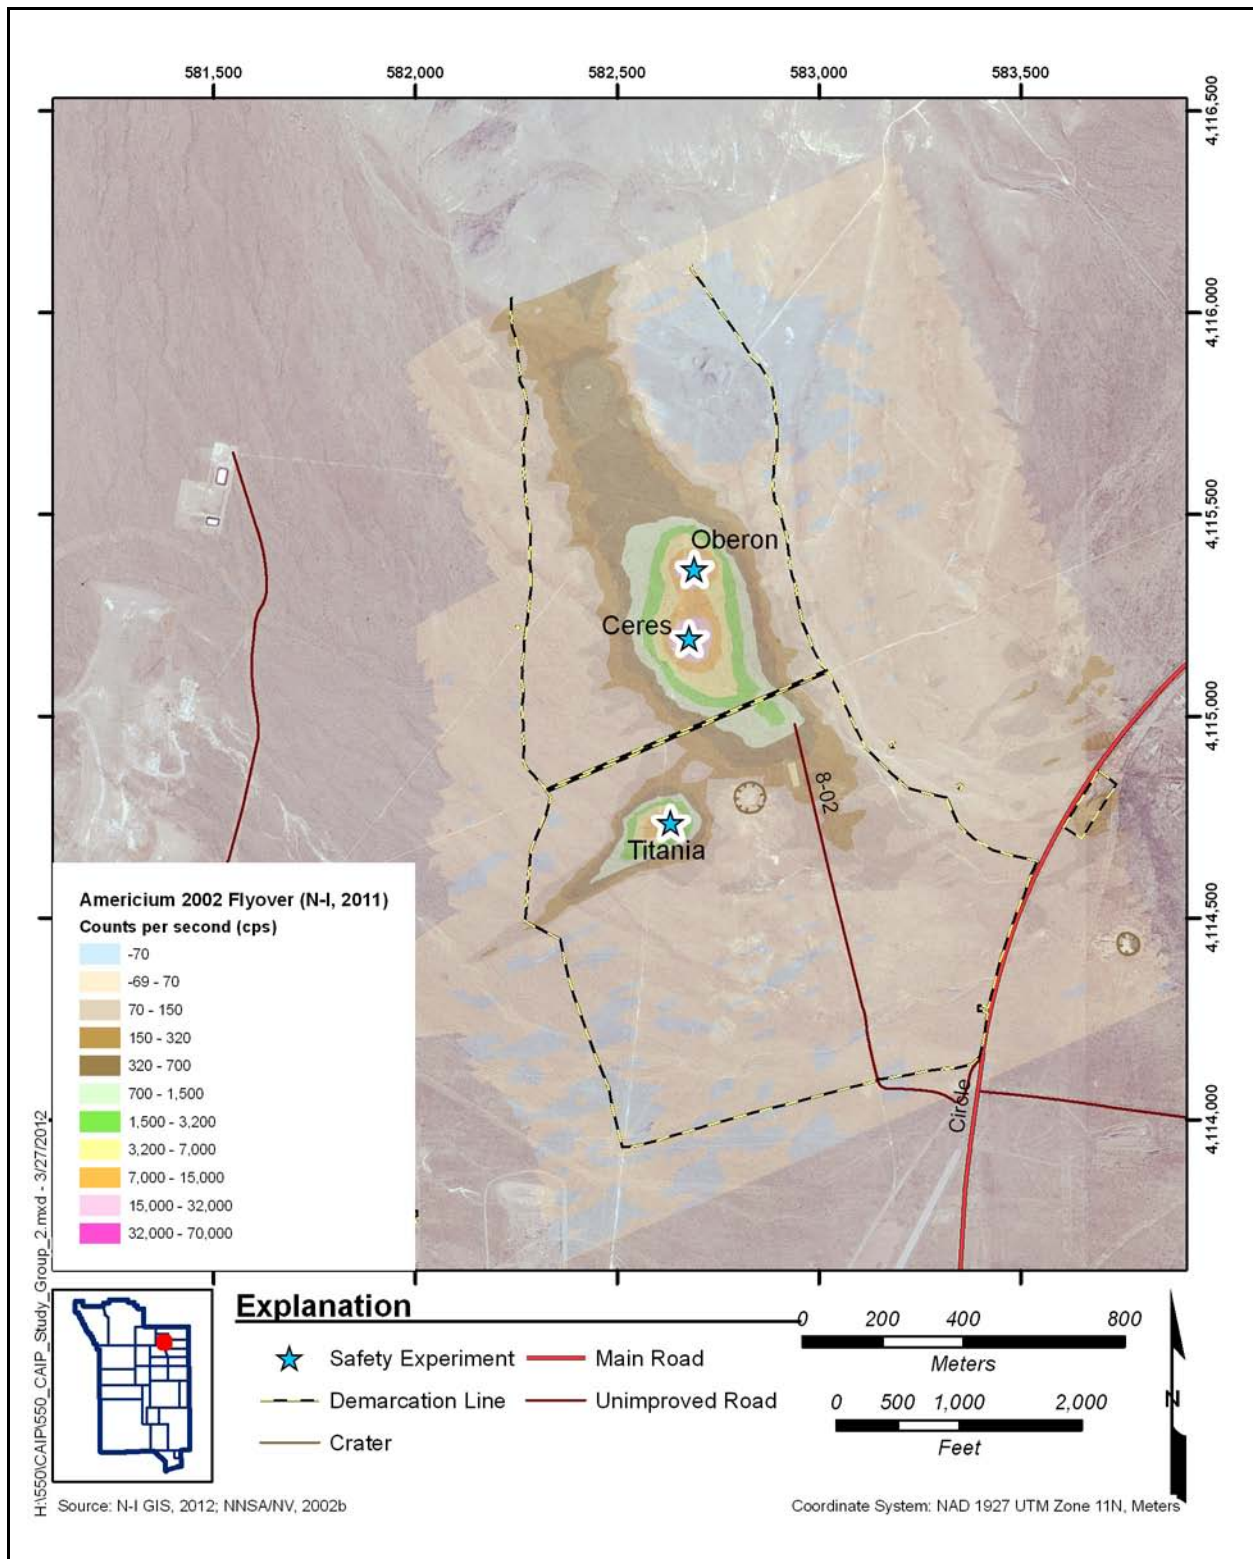 581,500 582,000 582,500 583,000 583,500
4,116,500
4,116,000
4,115,500
4,115,000
4,114,500
4,114,000
Oberon
Ceres
8-02
Titania
Circle
Americium 2002 Flyover (N-I, 2011)
Counts per second (cps)
-70
-69 - 70
70 - 150
150 - 320
320 - 700
700 - 1,500
1,500 - 3,200
3,200 - 7,000
7,000 - 15,000
15,000 - 32,000
32,000 - 70,000
H:\550\CAIP\550_CAIP_Study_Group_2.mxd - 3/27/2012
Explanation
Safety Experiment
Main Road
Demarcation Line
Unimproved Road
Crater
0 200 400 800
Meters
0 500 1,000 2,000
Feet
N
Source: N-I GIS, 2012; NNSA/NV, 2002b
Coordinate System: NAD 1927 UTM Zone 11N, Meters